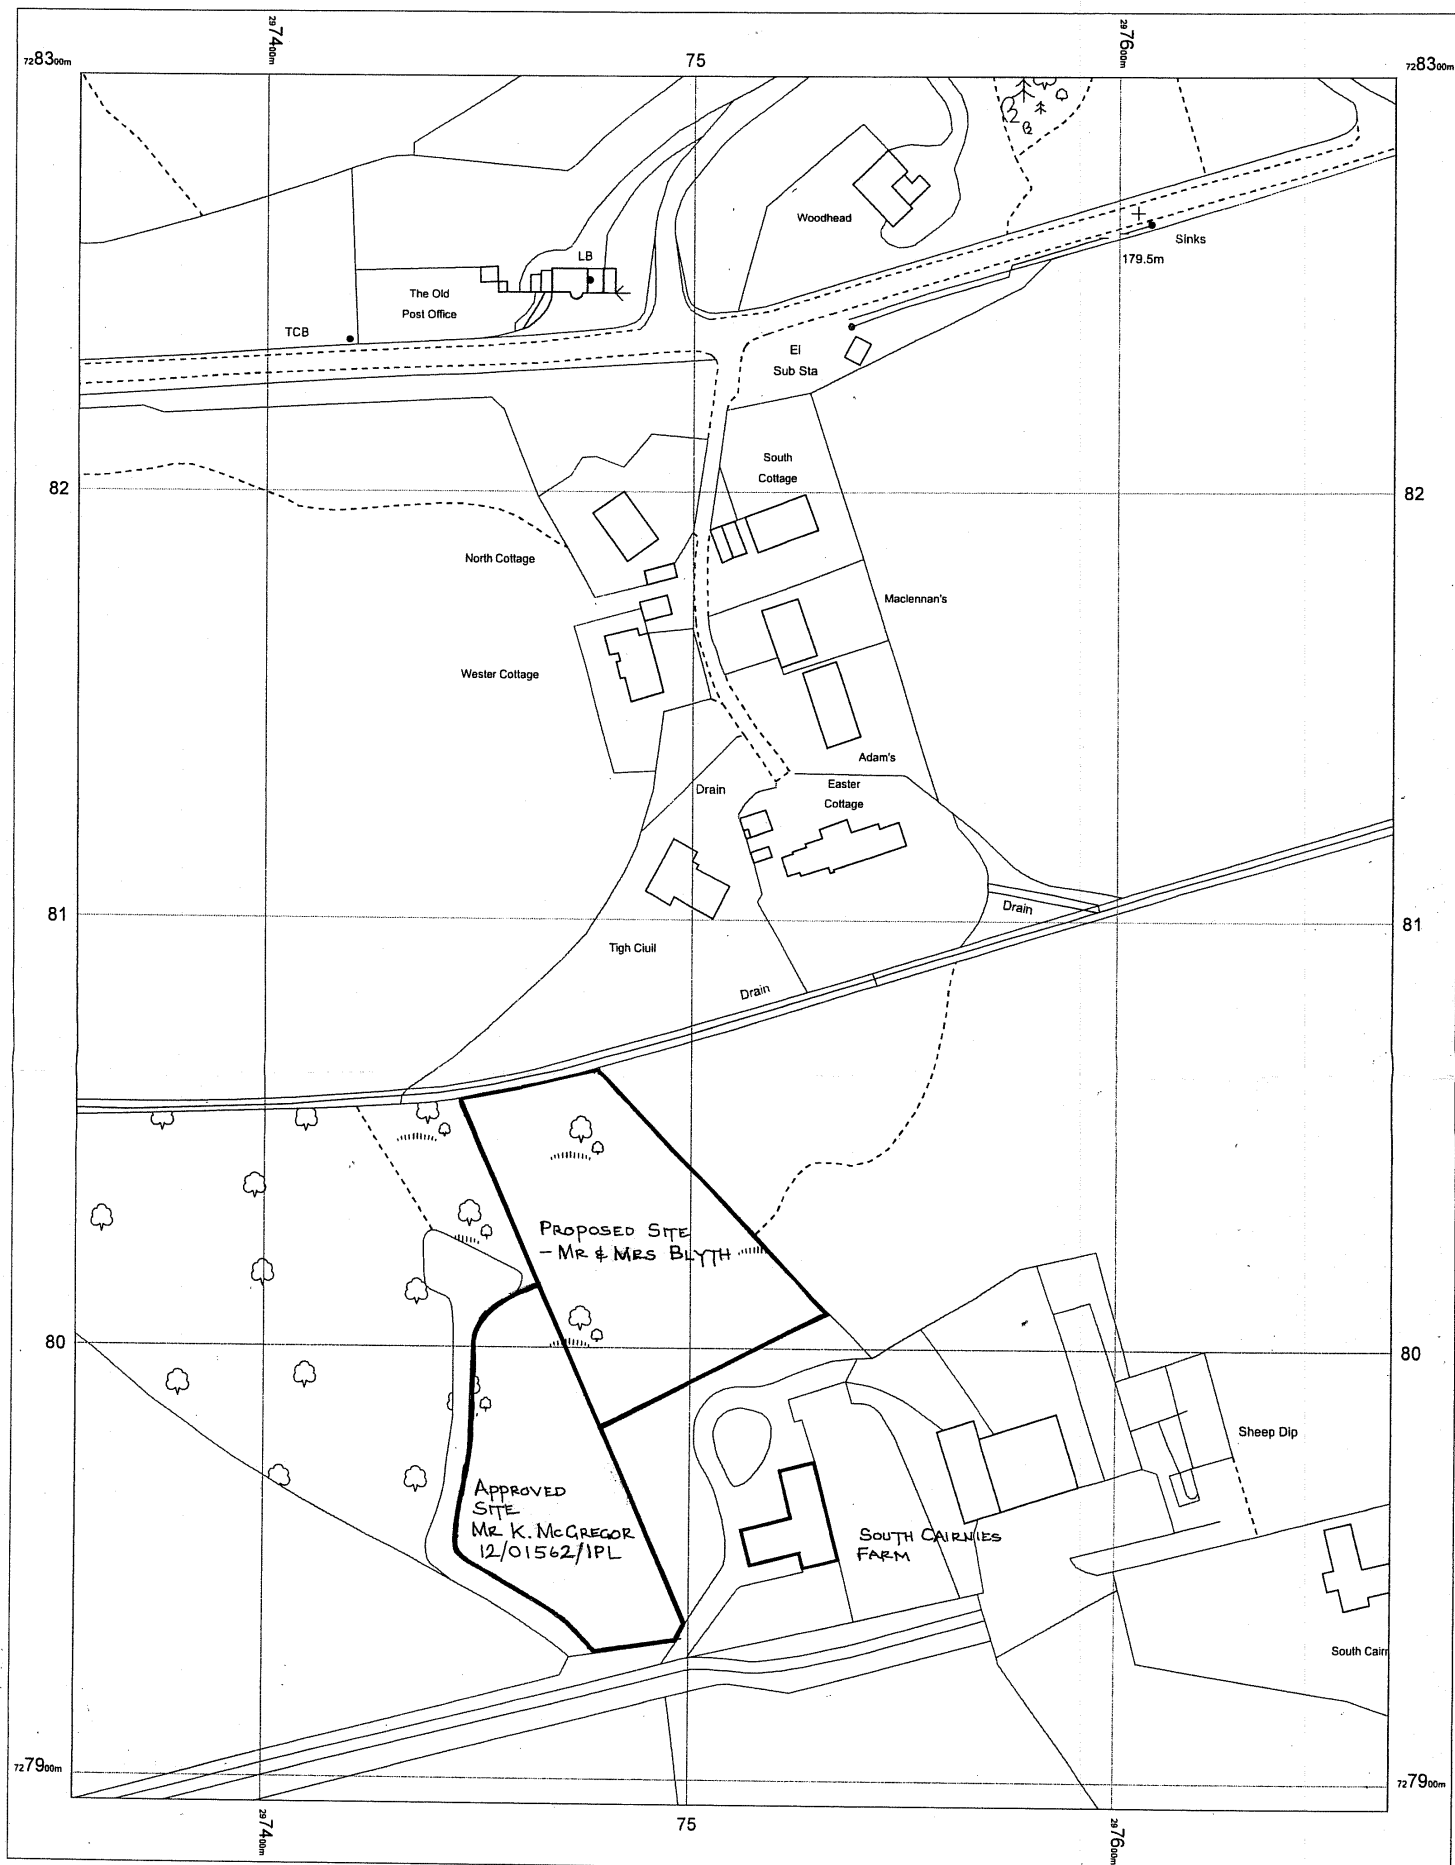 297400m
75
297600m
728300m
728300m
Woodhead
Sinks
179.5m
LB
The Old
Post Office
TCB
El
Sub Sta
82
82
South
Cottage
North Cottage
Maclennan's
Wester Cottage
Adam's
Drain
Easter
Cottage
81
81
Drain
Tigh Ciuil
Drain
PROPOSED SITE
- MR & MRS BLYTH
80
80
Sheep Dip
APPROVED
SITE
MR K. MCGREGOR
12/01562/IPL
SOUTH CAIRNIES
FARM
South Cairn
727900m
727900m
297400m
75
297600m